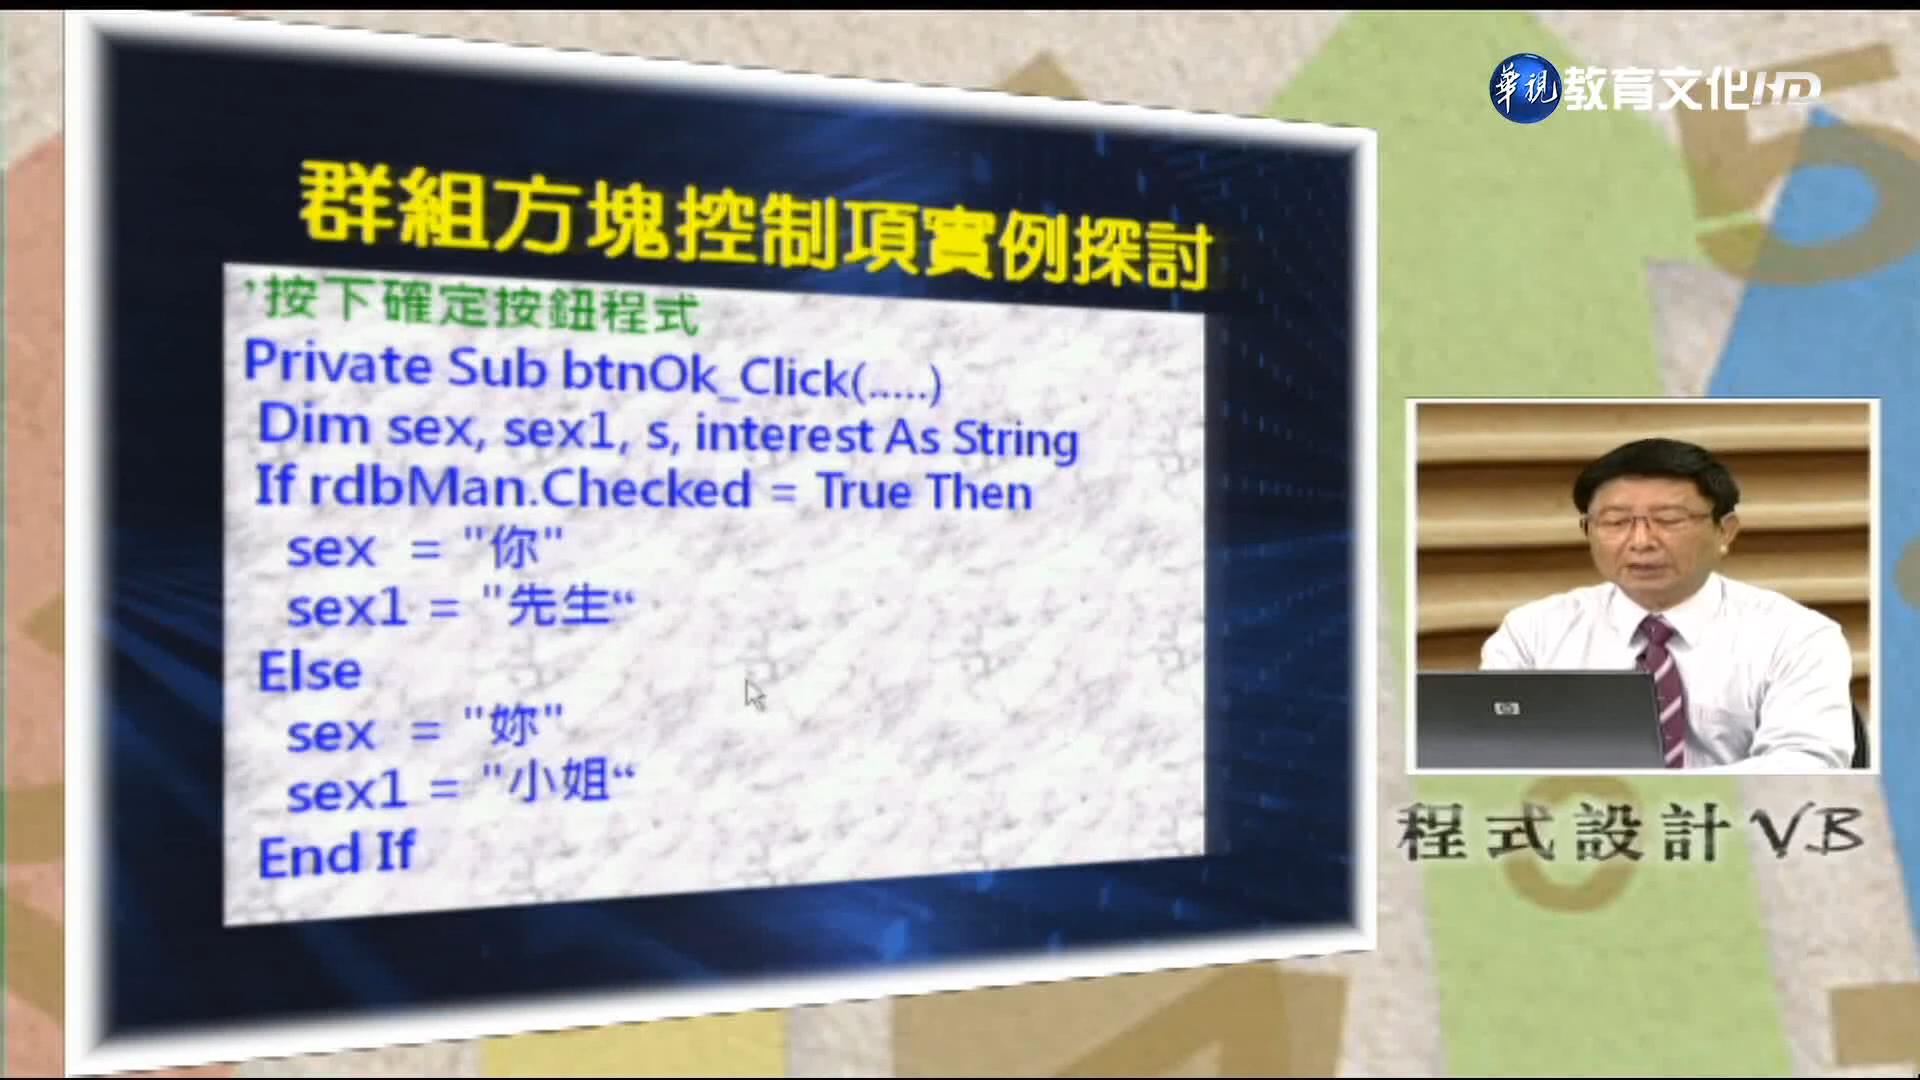 華視 教育文化HD
群組方塊控制項實例探討
’按下確定按鈕程式
Private Sub btnOk_Click(.....)
Dim sex, sex1, s, interest As String
If rdbMan.Checked = True Then
sex = "你"
sex1 = "先生“
Else
sex = "妳"
sex1 = "小姐“
End If
hp
程式設計VB